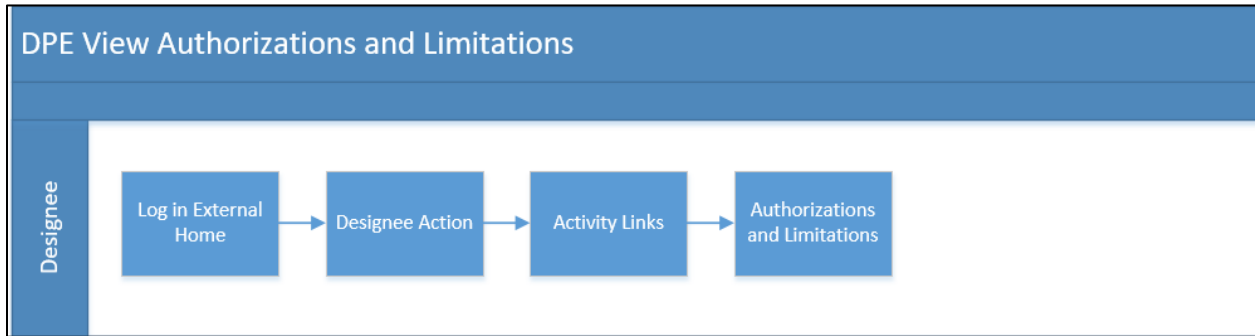 DPE View Authorizations and Limitations
Designee
Log in External
Home
Designee Action
Activity Links
Authorizations
and Limitations